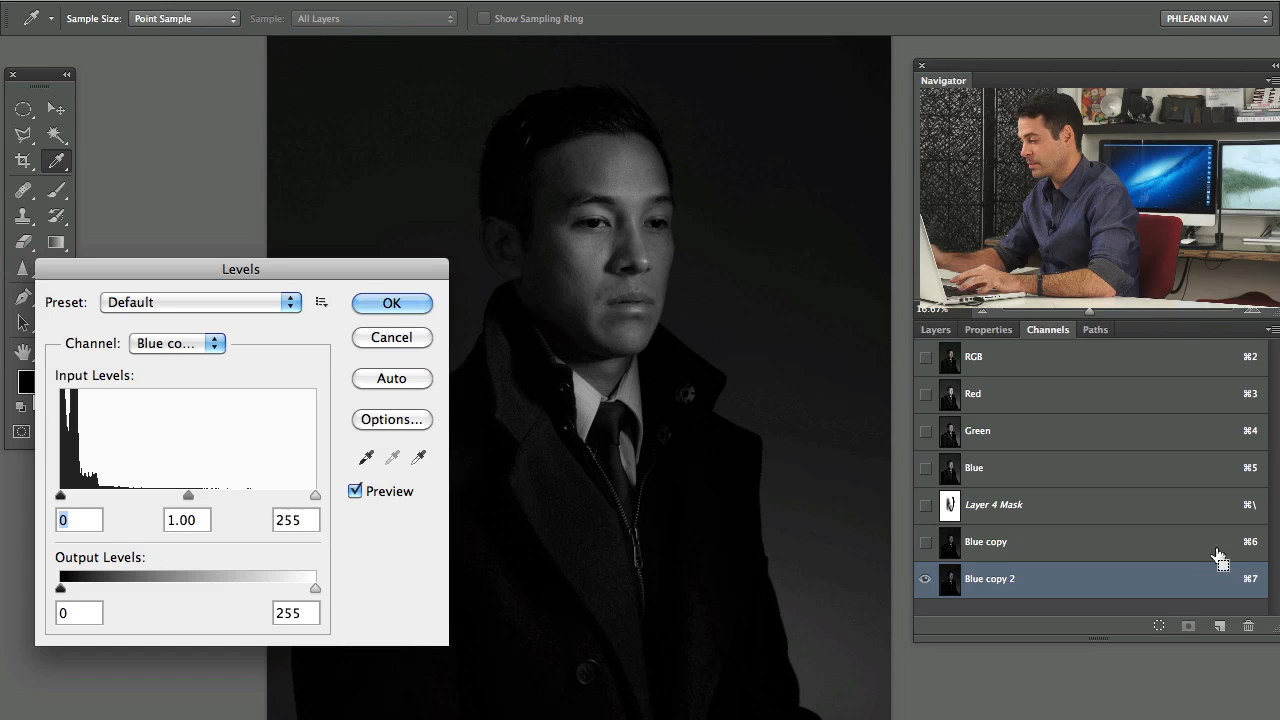 Sample Size: Point Sample Sample: All Layers Show Sampling Ring PHLEARN NAV
Navigator
16.67%
Layers Properties Channels Paths
RGB ⌘2
Red ⌘3
Green ⌘4
Blue ⌘5
Layer 4 Mask ⌘\
Blue copy ⌘6
Blue copy 2 ⌘7
Levels
Preset: Default OK
Channel: Blue co... Cancel
Input Levels: Auto
Options...
Preview
0 1.00 255
Output Levels:
0 255